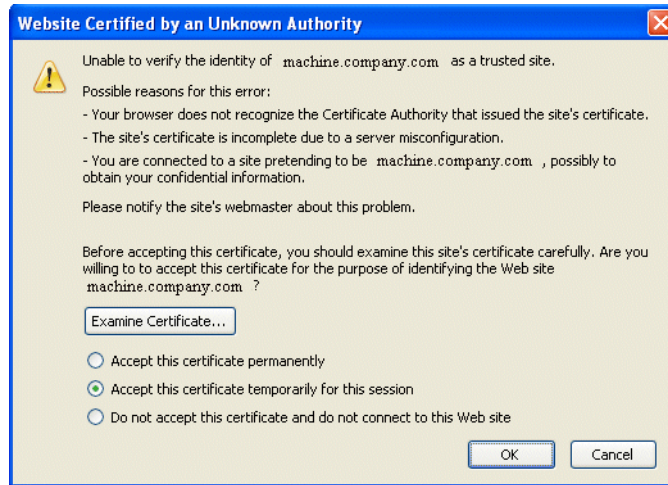 Website Certified by an Unknown Authority
Unable to verify the identity of machine.company.com as a trusted site.
Possible reasons for this error:
- Your browser does not recognize the Certificate Authority that issued the site's certificate.
- The site's certificate is incomplete due to a server misconfiguration.
- You are connected to a site pretending to be machine.company.com , possibly to
obtain your confidential information.
Please notify the site's webmaster about this problem.
Before accepting this certificate, you should examine this site's certificate carefully. Are you
willing to to accept this certificate for the purpose of identifying the Web site
machine.company.com ?
Examine Certificate...
Accept this certificate permanently
Accept this certificate temporarily for this session
Do not accept this certificate and do not connect to this Web site
OK Cancel